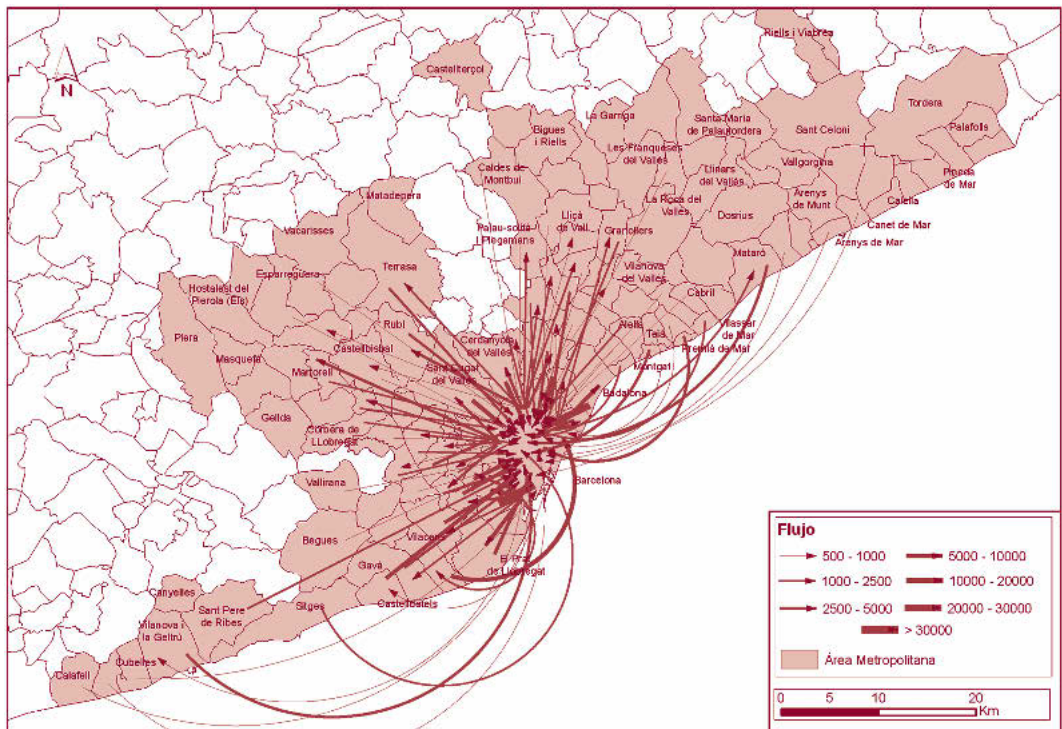 Riells i Viabrea
Castellterçol
N
Tordera
La Garriga
Santa Maria
de Palautordera
Sant Celoni
Palafolls
Bigues
i Riells
Les Franqueses
del Vallès
Caldes de
Montbui
Llinars
del Vallès
Vallgorgina
Pineda
de Mar
Matadepera
La Roca del
Vallès
Arenys
de Munt
Calella
Lliçà
de Vall
Dosrius
Canet de Mar
Vacarisses
Palau-solità
i Plegamans
Granollers
Arenys de Mar
Esparreguera
Terrasa
Mataró
Vilanova
del Vallès
Hostalest del
Pierola (Els)
Cabril
Rubí
Alella
Teià
Vilassar
de Mar
Piera
Castellbisbal
Cerdanyola
del Vallès
Premià de Mar
Masquefa
Martorell
Sant Cugat
del Vallès
Montgat
Badalona
Gelida
Corbera de
LLobregat
Vallirana
Barcelona
Begues
Viladecans
El Prat
de Llobregat
Gavà
Canyelles
Castelldefels
Sant Pere
de Ribes
Sitges
Vilanova i
la Geltrú
Cubelles
Calafell
Flujo
500 - 1000
5000 - 10000
1000 - 2500
10000 - 20000
2500 - 5000
20000 - 30000
> 30000
Área Metropolitana
0 5 10 20
Km